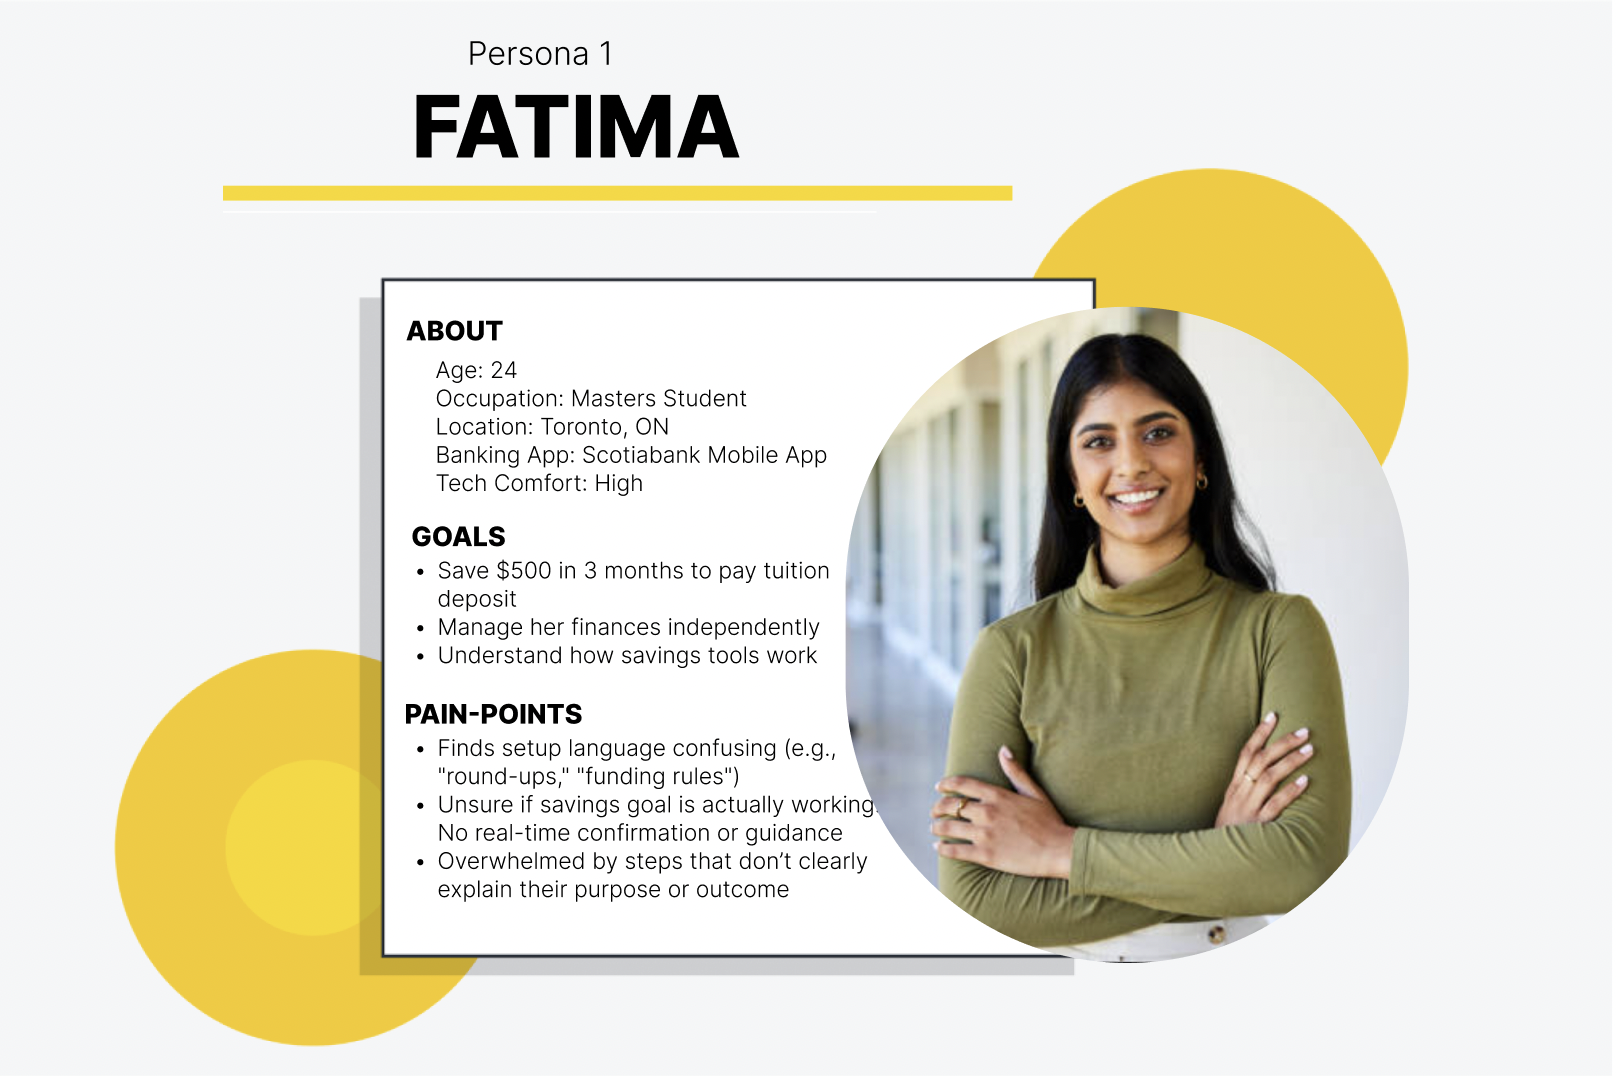 Persona 1
FATIMA
ABOUT
Age: 24
Occupation: Masters Student
Location: Toronto, ON
Banking App: Scotiabank Mobile App
Tech Comfort: High
GOALS
• Save $500 in 3 months to pay tuition
deposit
• Manage her finances independently
• Understand how savings tools work
PAIN-POINTS
• Finds setup language confusing (e.g.,
"round-ups," "funding rules")
• Unsure if savings goal is actually working.
No real-time confirmation or guidance
• Overwhelmed by steps that don’t clearly
explain their purpose or outcome